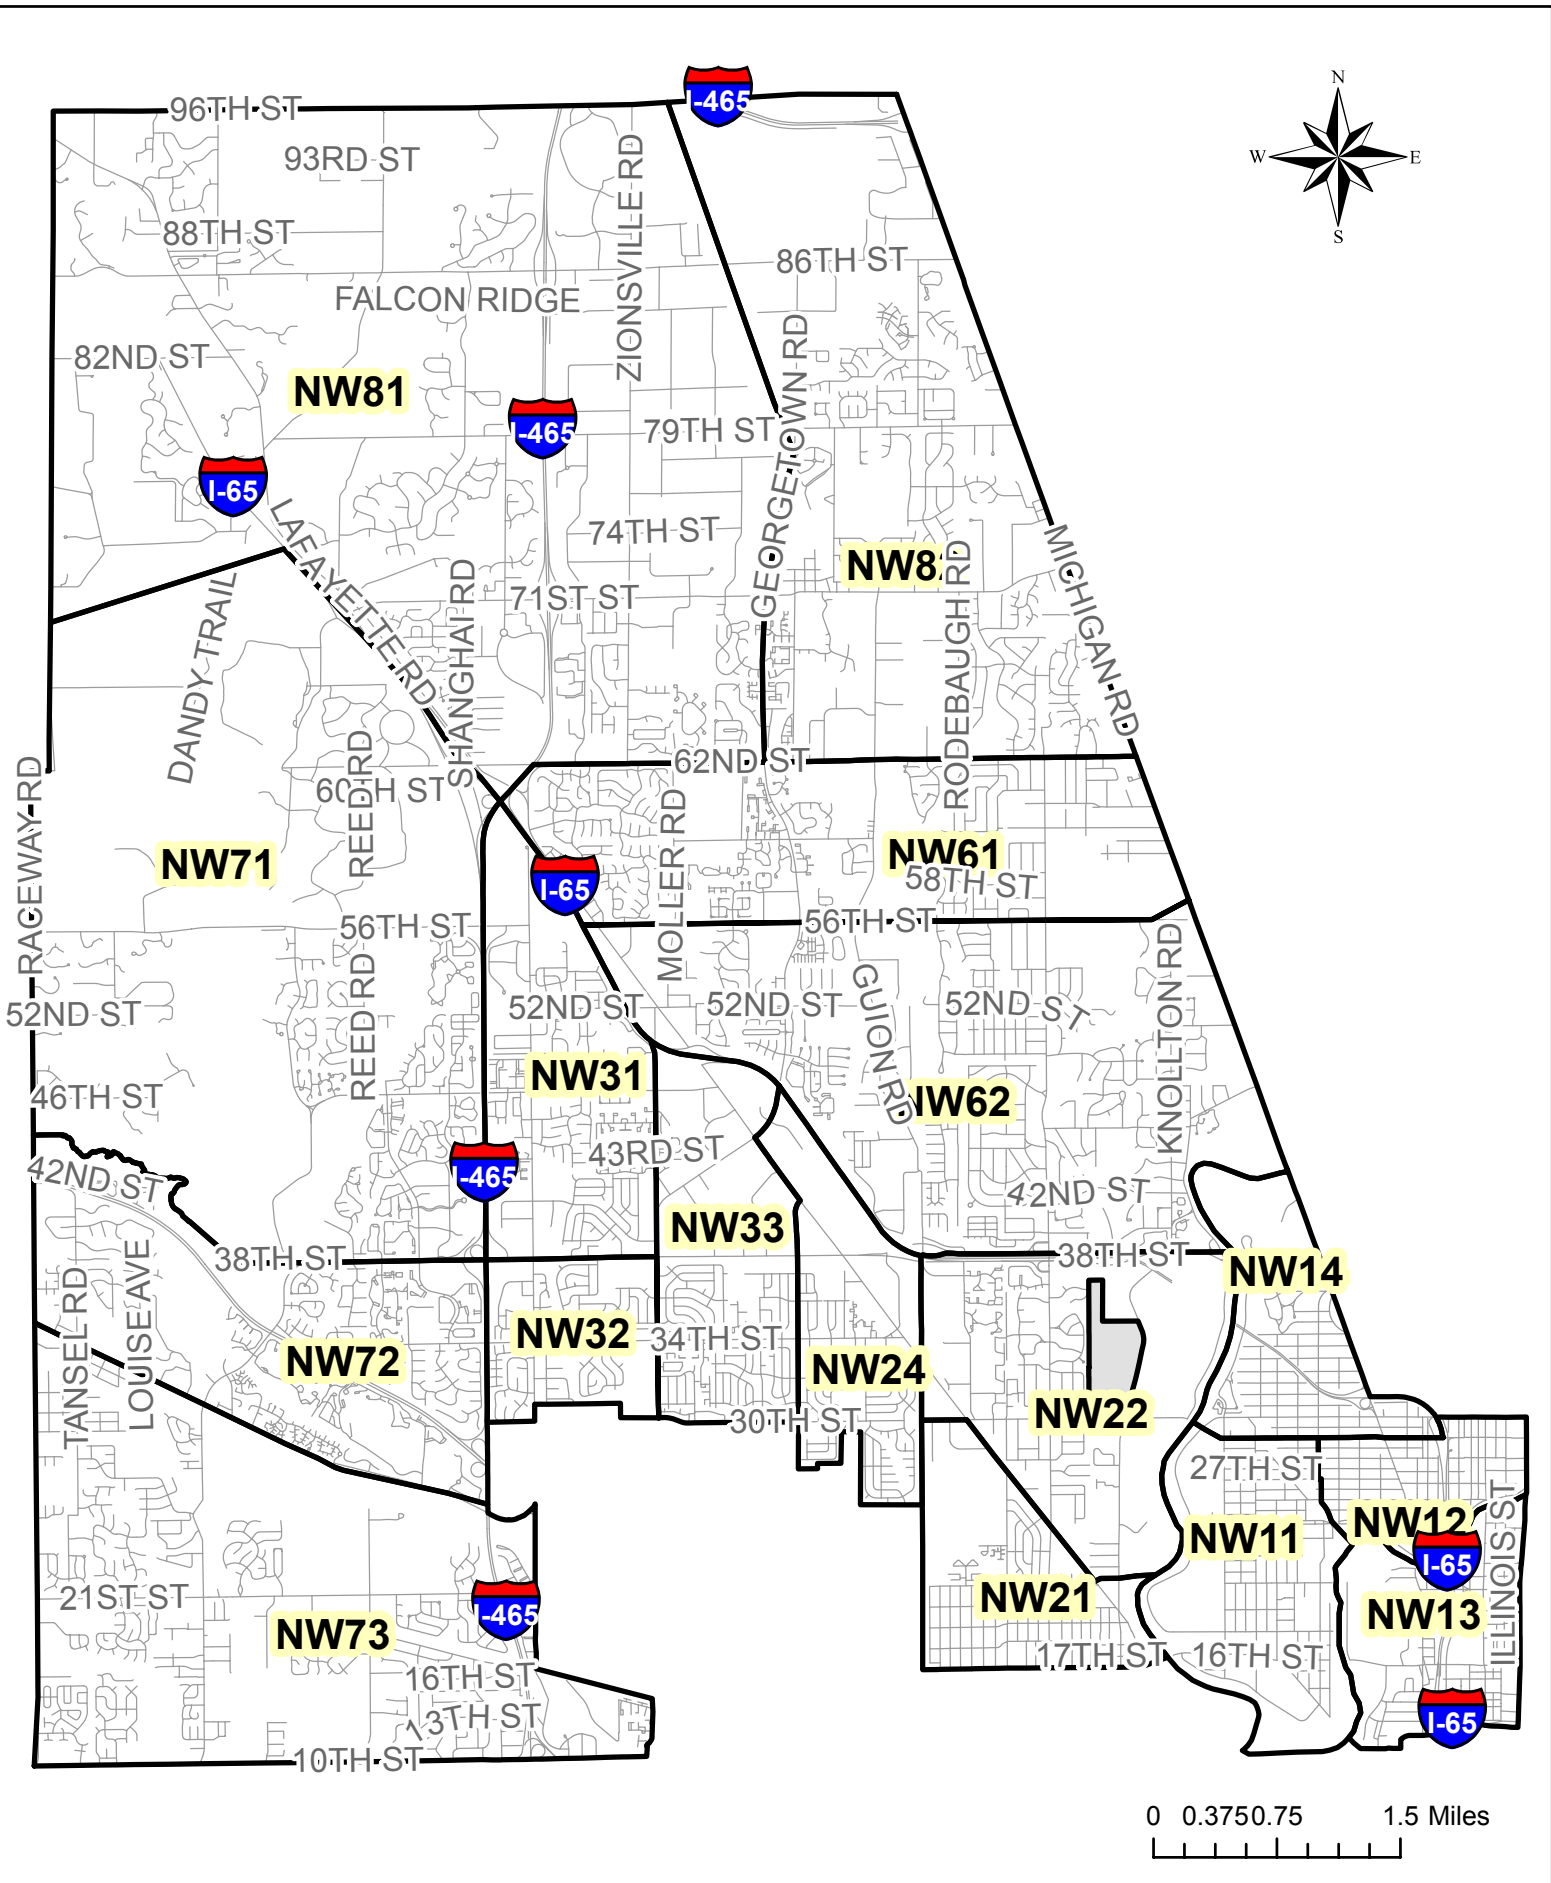 N
W
E
S
I-465
96TH ST
93RD ST
ZIONSVILLE RD
88TH ST
86TH ST
FALCON RIDGE
82ND ST
NW81
GEORGETOWN RD
I-465
79TH ST
I-65
LAFAYETTE RD
74TH ST
NW8
MICHIGAN RD
71ST ST
DANDY TRAIL
SHANGHAI RD
RODEBAUGH RD
62ND ST
60TH ST
REED RD
RACEWAY RD
MOLLER RD
NW71
NW61
58TH ST
I-65
56TH ST
56TH ST
GUION RD
KNOLLTON RD
52ND ST
REED RD
52ND ST
52ND ST
52ND ST
NW31
NW62
46TH ST
43RD ST
I-465
42ND ST
42ND ST
NW33
38TH ST
38TH ST
NW14
TANSEL RD
LOUISE AVE
NW72
NW32
34TH ST
NW24
NW22
30TH ST
27TH ST
NW12
NW11
ILLINOIS ST
I-65
21ST ST
I-465
NW21
NW13
NW73
17TH ST
16TH ST
16TH ST
13TH ST
I-65
10TH ST
0 0.375 0.75 1.5 Miles